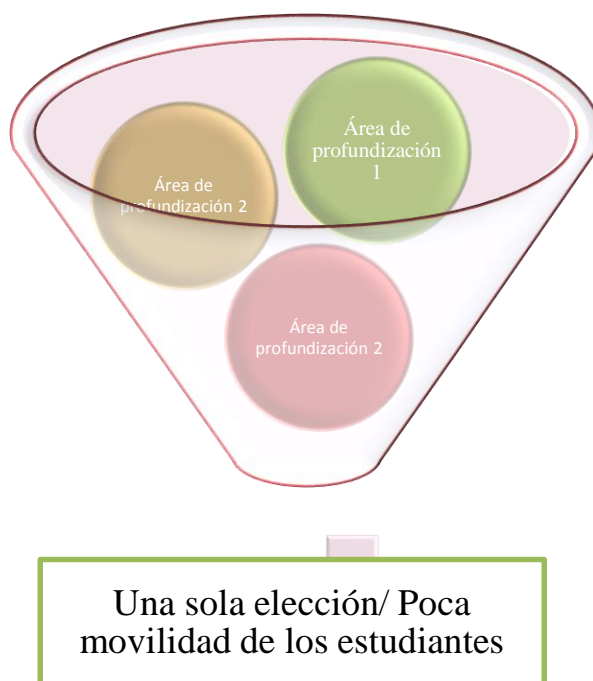 Área de
profundización
1
Área de
profundización 2
Área de
profundización 2
Una sola elección/ Poca
movilidad de los estudiantes